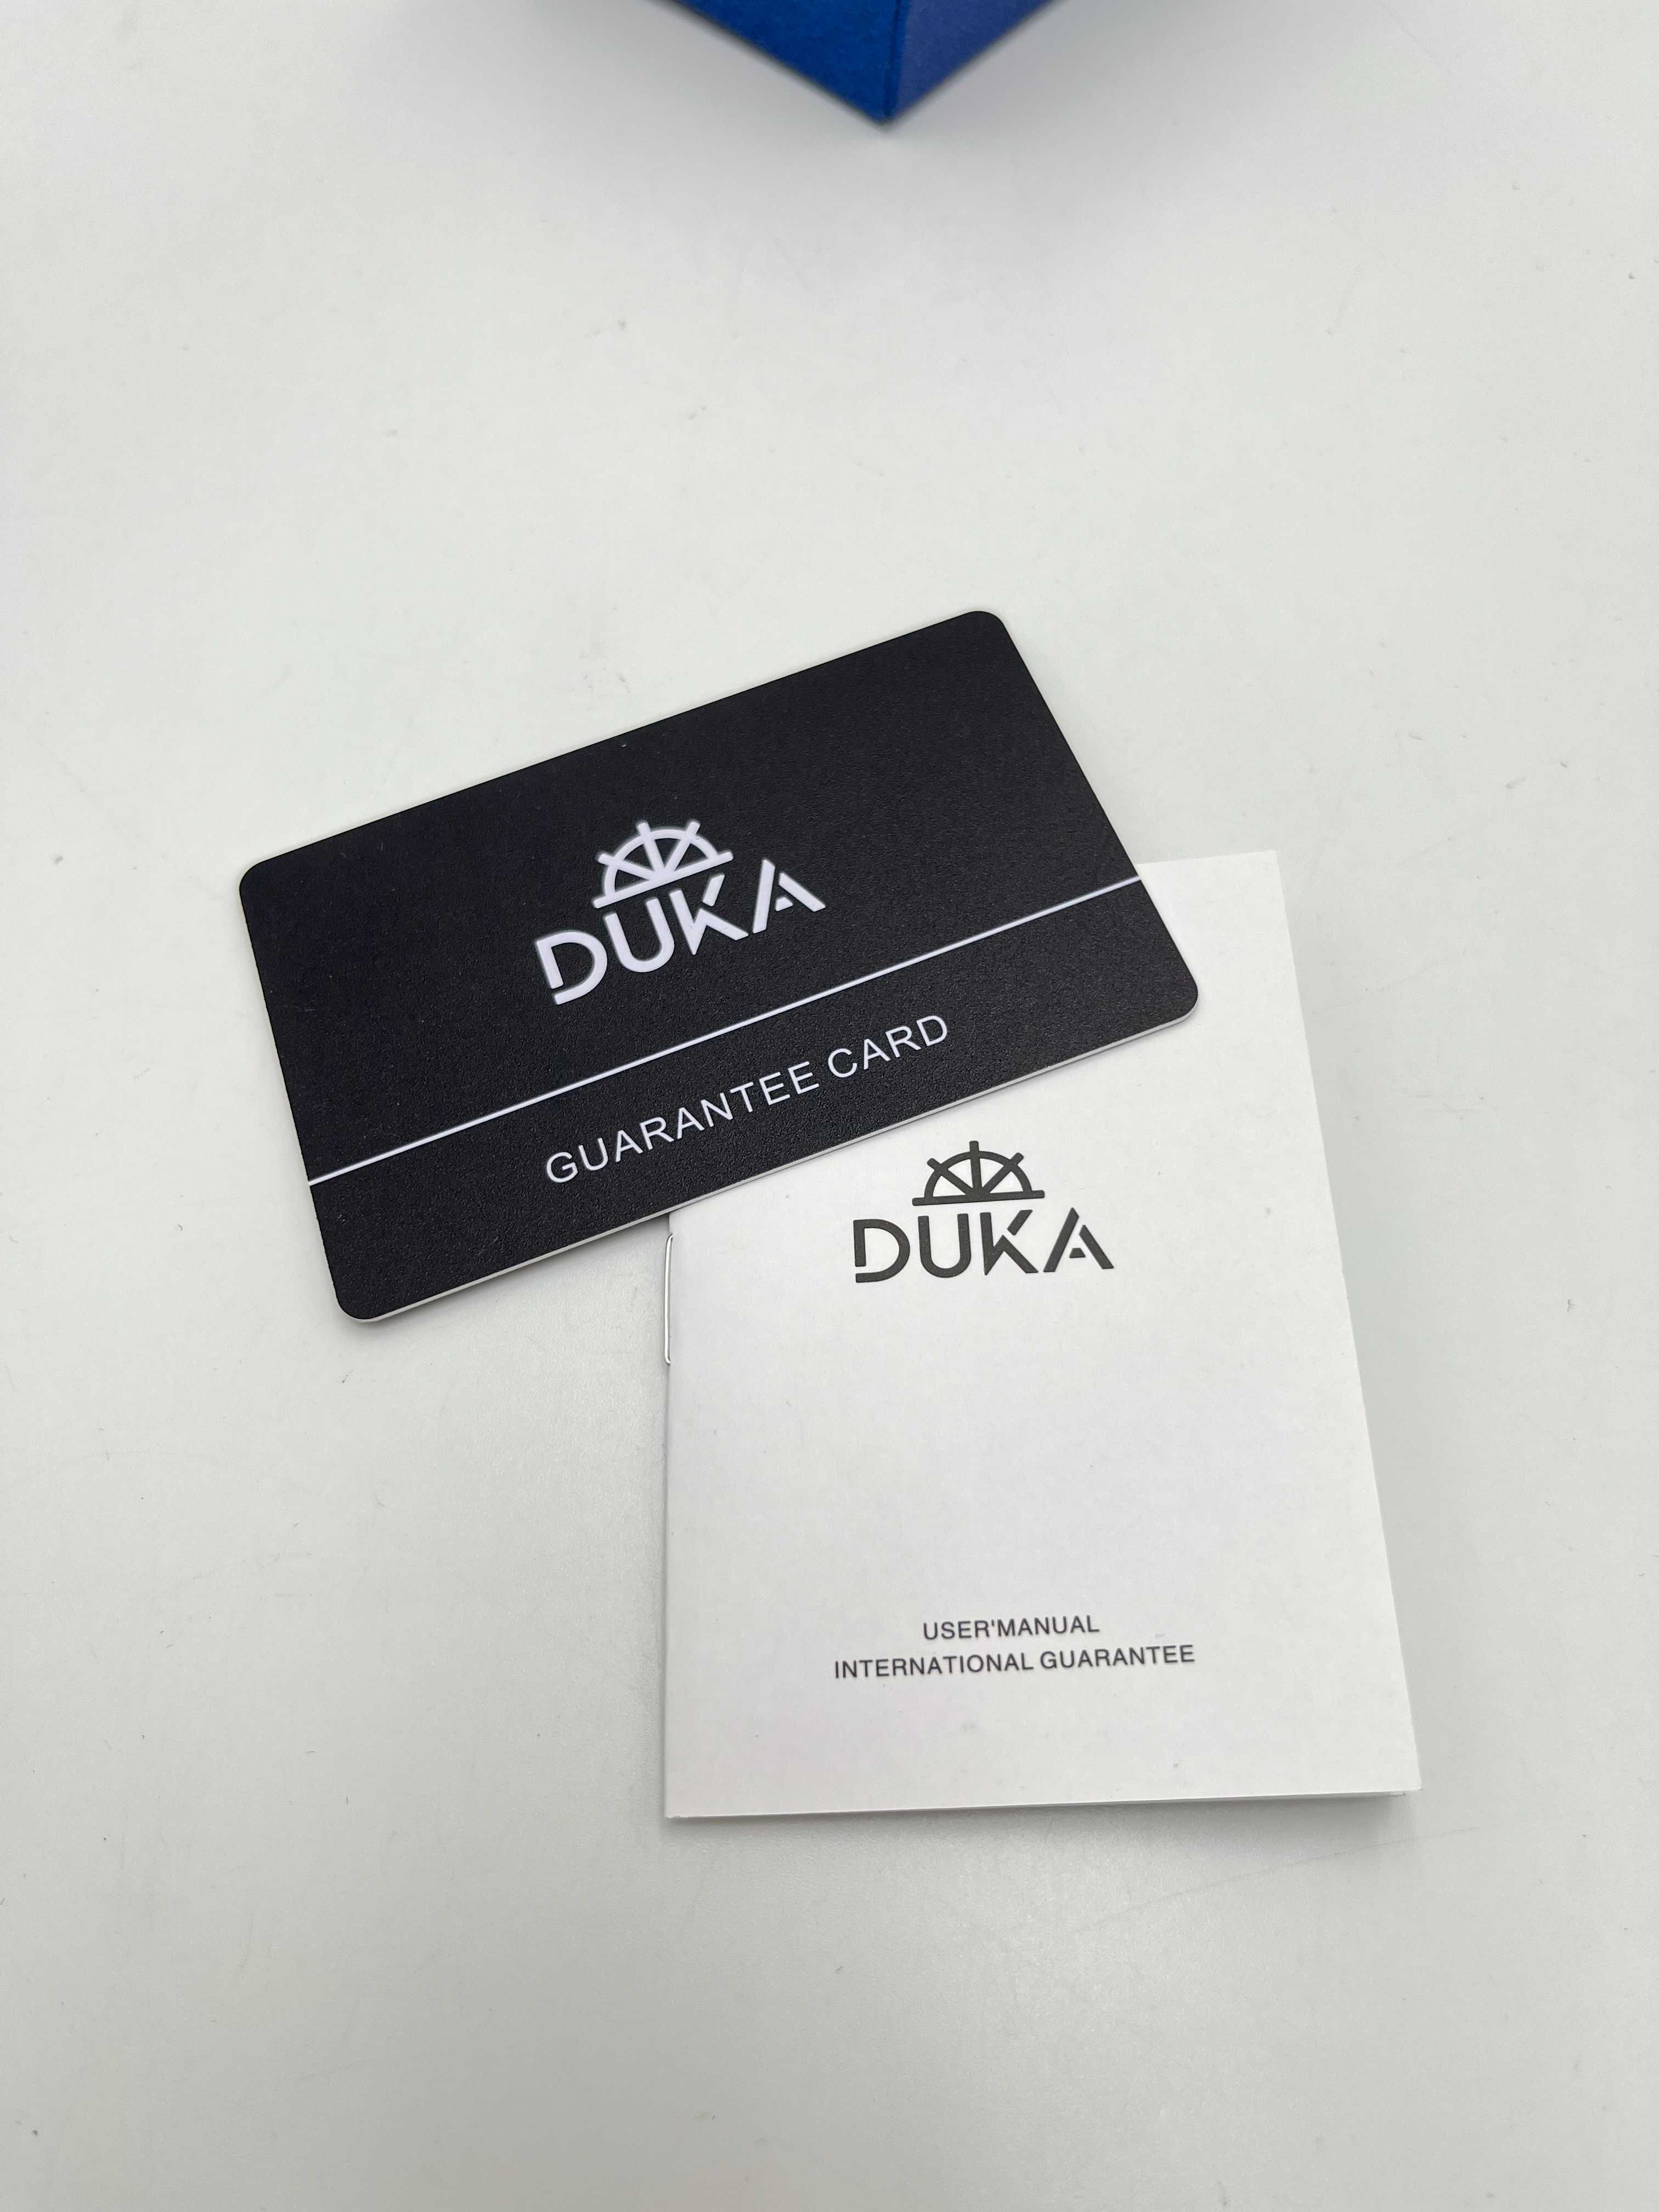 DUKA
GUARANTEE CARD
DUKA
USER'MANUAL
INTERNATIONAL GUARANTEE